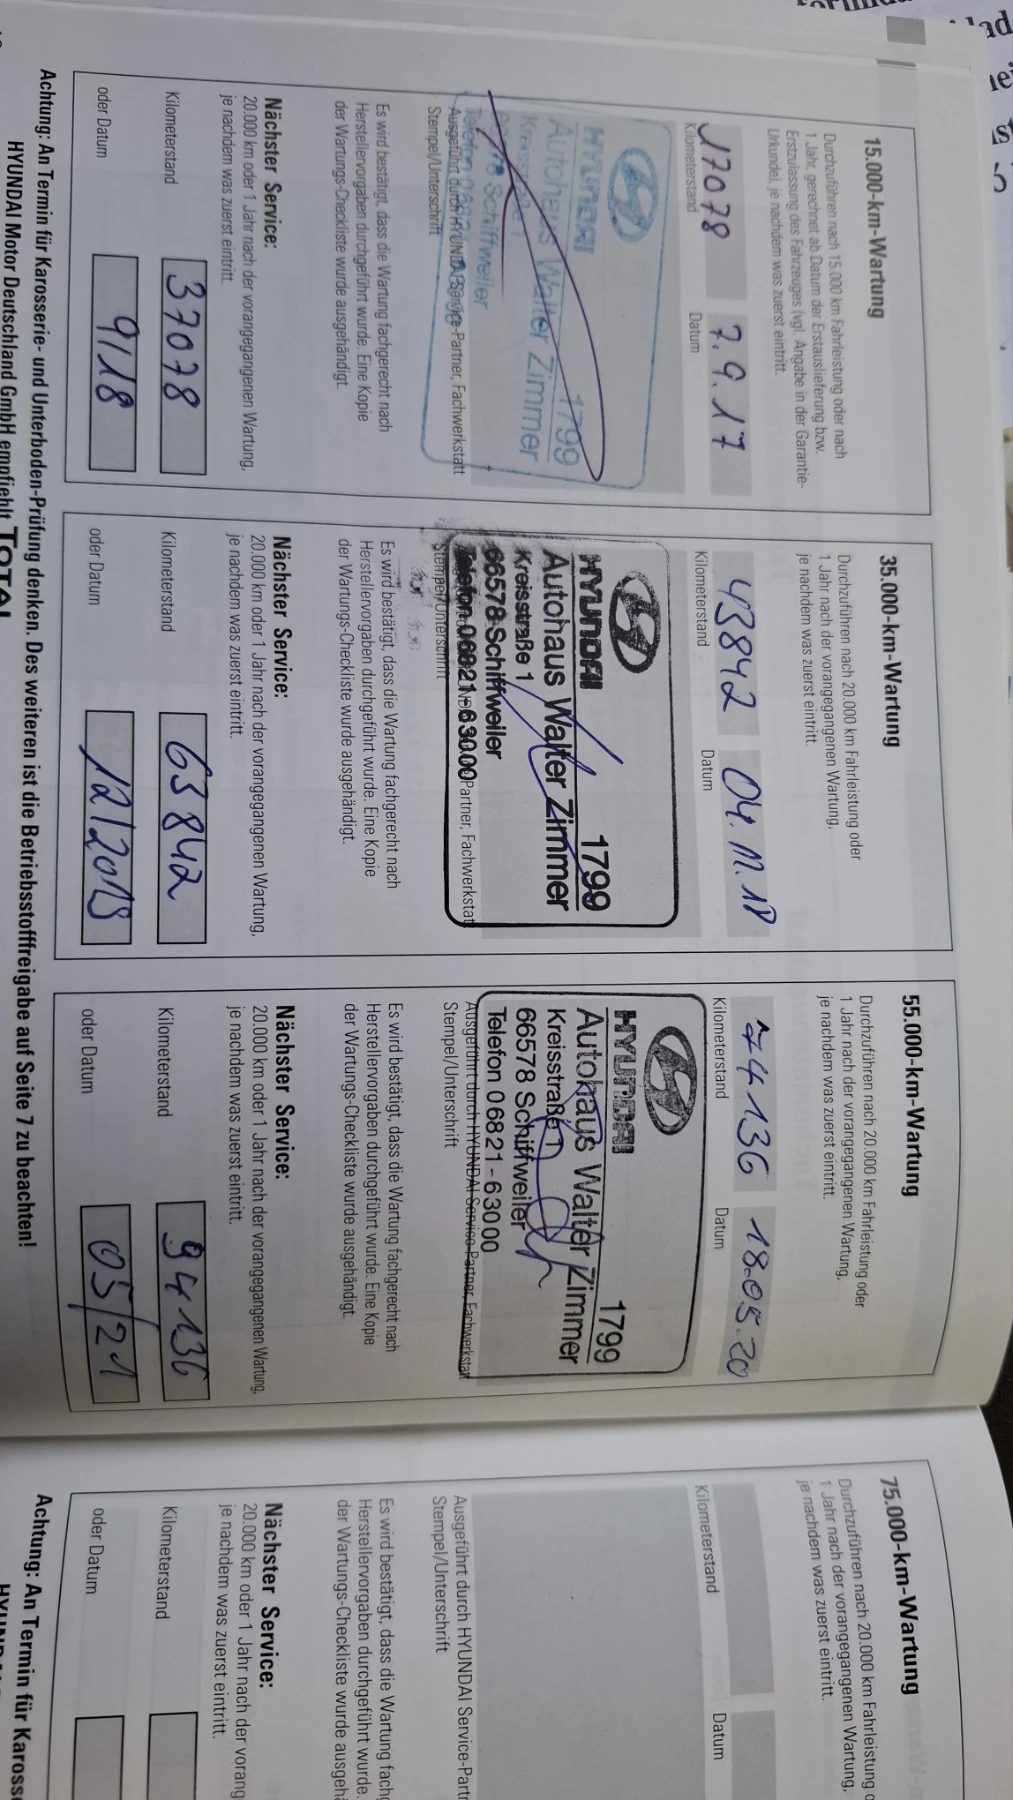 15.000-km-Wartung
Durchzuführen nach 15.000 km Fahrleistung oder nach
1 Jahr, gerechnet ab Datum der Erstauslieferung bzw.
Erstzulassung des Fahrzeuges (vgl. Angabe in der Garantie-
Urkunde), je nachdem was zuerst eintritt.
17078 7.9.17
Kilometerstand Datum
HYUNDAI 1799
Autohaus Walter Zimmer
Kreisstraße 1
Schiffweiler
Telefon
Ausgeführt durch HYUNDAI Service-Partner, Fachwerkstatt
Stempel/Unterschrift
Es wird bestätigt, dass die Wartung fachgerecht nach
Herstellervorgaben durchgeführt wurde. Eine Kopie
der Wartungs-Checkliste wurde ausgehändigt.
Nächster Service:
20.000 km oder 1 Jahr nach der vorangegangenen Wartung,
je nachdem was zuerst eintritt.
Kilometerstand 37078
oder Datum 9/18
35.000-km-Wartung
Durchzuführen nach 20.000 km Fahrleistung oder
1 Jahr nach der vorangegangenen Wartung,
je nachdem was zuerst eintritt.
43842 04.12.18
Kilometerstand Datum
HYUNDAI 1799
Autohaus Walter Zimmer
Kreisstraße 1
66578 Schiffweiler
Telefon 06821-63000
Partner, Fachwerkstat
Stempel/Unterschrift
Es wird bestätigt, dass die Wartung fachgerecht nach
Herstellervorgaben durchgeführt wurde. Eine Kopie
der Wartungs-Checkliste wurde ausgehändigt.
Nächster Service:
20.000 km oder 1 Jahr nach der vorangegangenen Wartung,
je nachdem was zuerst eintritt.
Kilometerstand 63842
oder Datum
55.000-km-Wartung
Durchzuführen nach 20.000 km Fahrleistung oder
1 Jahr nach der vorangegangenen Wartung,
je nachdem was zuerst eintritt.
74136 18.05.20
Kilometerstand Datum
HYUNDAI 1799
Autohaus Walter Zimmer
Kreisstraße 1
66578 Schiffweiler
Telefon 06821-63000
Ausgeführt durch HYUNDAI Service-Partner, Fachwerkstatt
Stempel/Unterschrift
Es wird bestätigt, dass die Wartung fachgerecht nach
Herstellervorgaben durchgeführt wurde. Eine Kopie
der Wartungs-Checkliste wurde ausgehändigt.
Nächster Service:
20.000 km oder 1 Jahr nach der vorangegangenen Wartung,
je nachdem was zuerst eintritt.
Kilometerstand 94136
oder Datum 05/21
Achtung: An Termin für Karosserie- und Unterboden-Prüfung denken. Des weiteren ist die Betriebsstofffreigabe auf Seite 7 zu beachten!
HYUNDAI Motor Deutschland GmbH empfiehlt TOTAL
75.000-km-Wartung
Durchzuführen nach 20.000 km Fahrleistung o
1 Jahr nach der vorangegangenen Wartung,
je nachdem was zuerst eintritt.
Kilometerstand Datum
Ausgeführt durch HYUNDAI Service-Partn
Stempel/Unterschrift
Es wird bestätigt, dass die Wartung fachg
Herstellervorgaben durchgeführt wurde.
der Wartungs-Checkliste wurde ausgehä
Nächster Service:
20.000 km oder 1 Jahr nach der vorang
je nachdem was zuerst eintritt.
Kilometerstand
oder Datum
Achtung: An Termin für Karosse